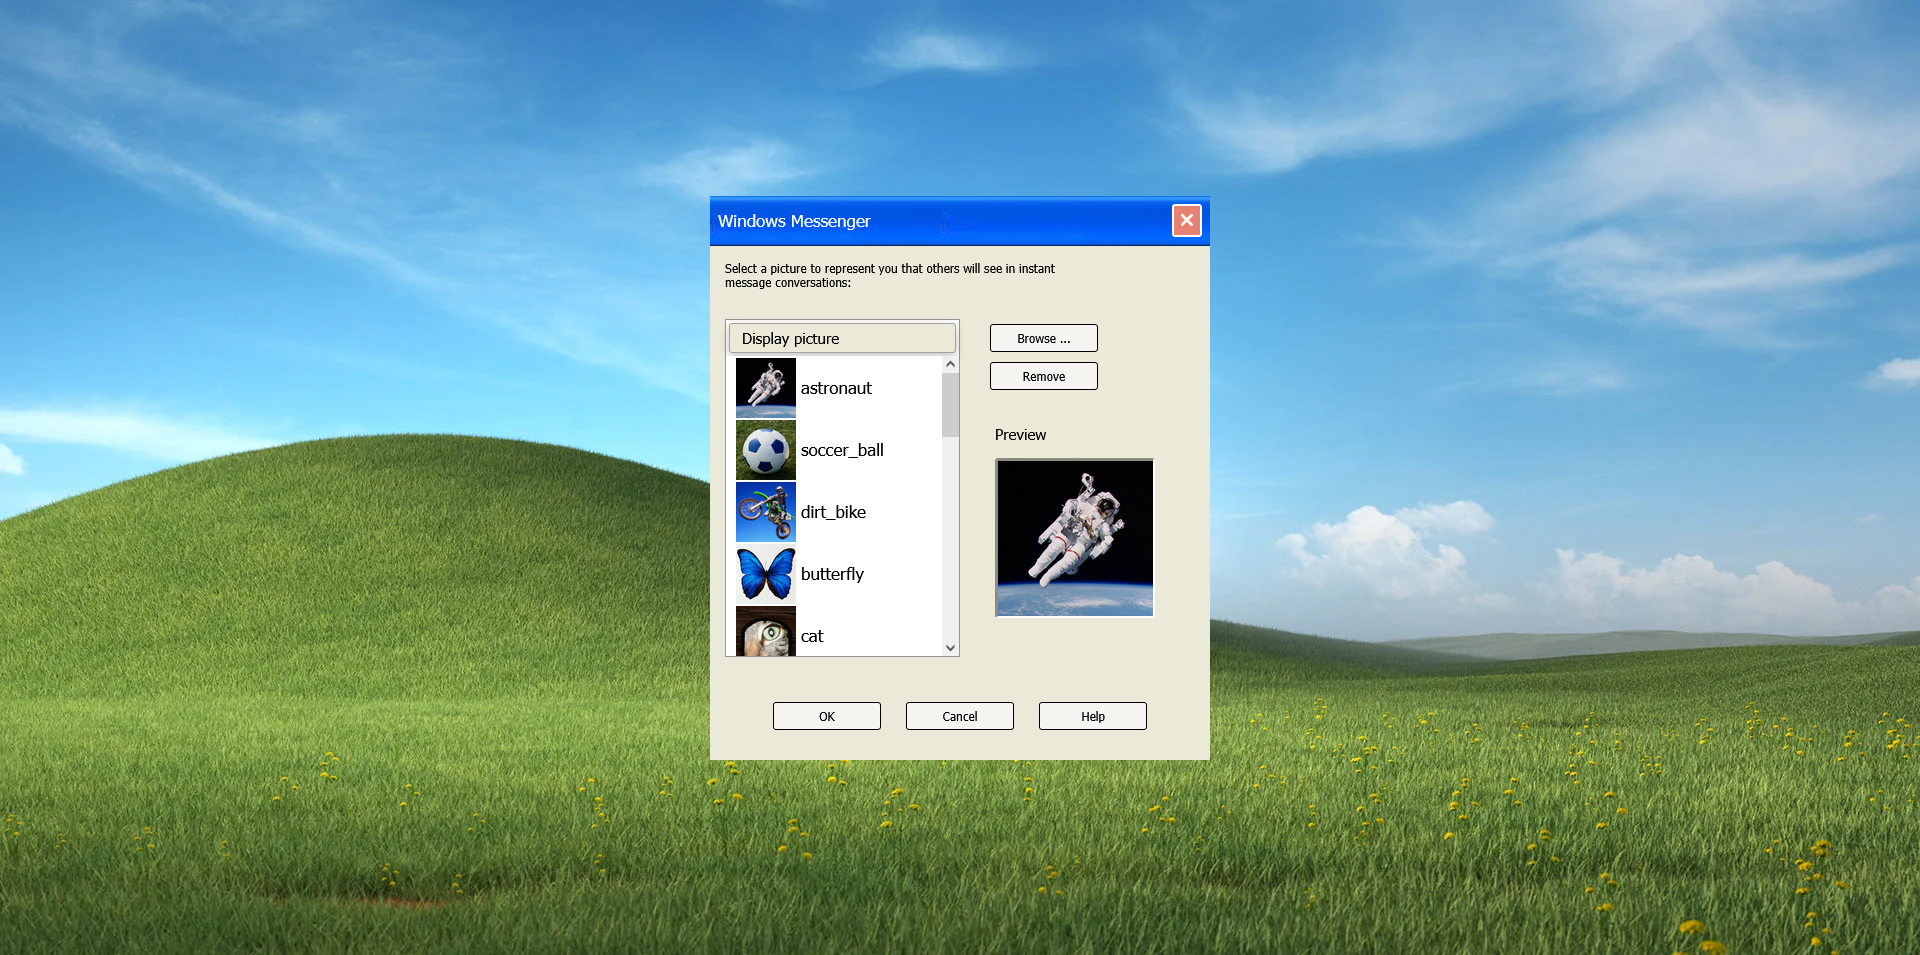 Windows Messenger
Select a picture to represent you that others will see in instant
message conversations:
Display picture
astronaut
soccer_ball
dirt_bike
butterfly
cat
Browse ...
Remove
Preview
OK
Cancel
Help